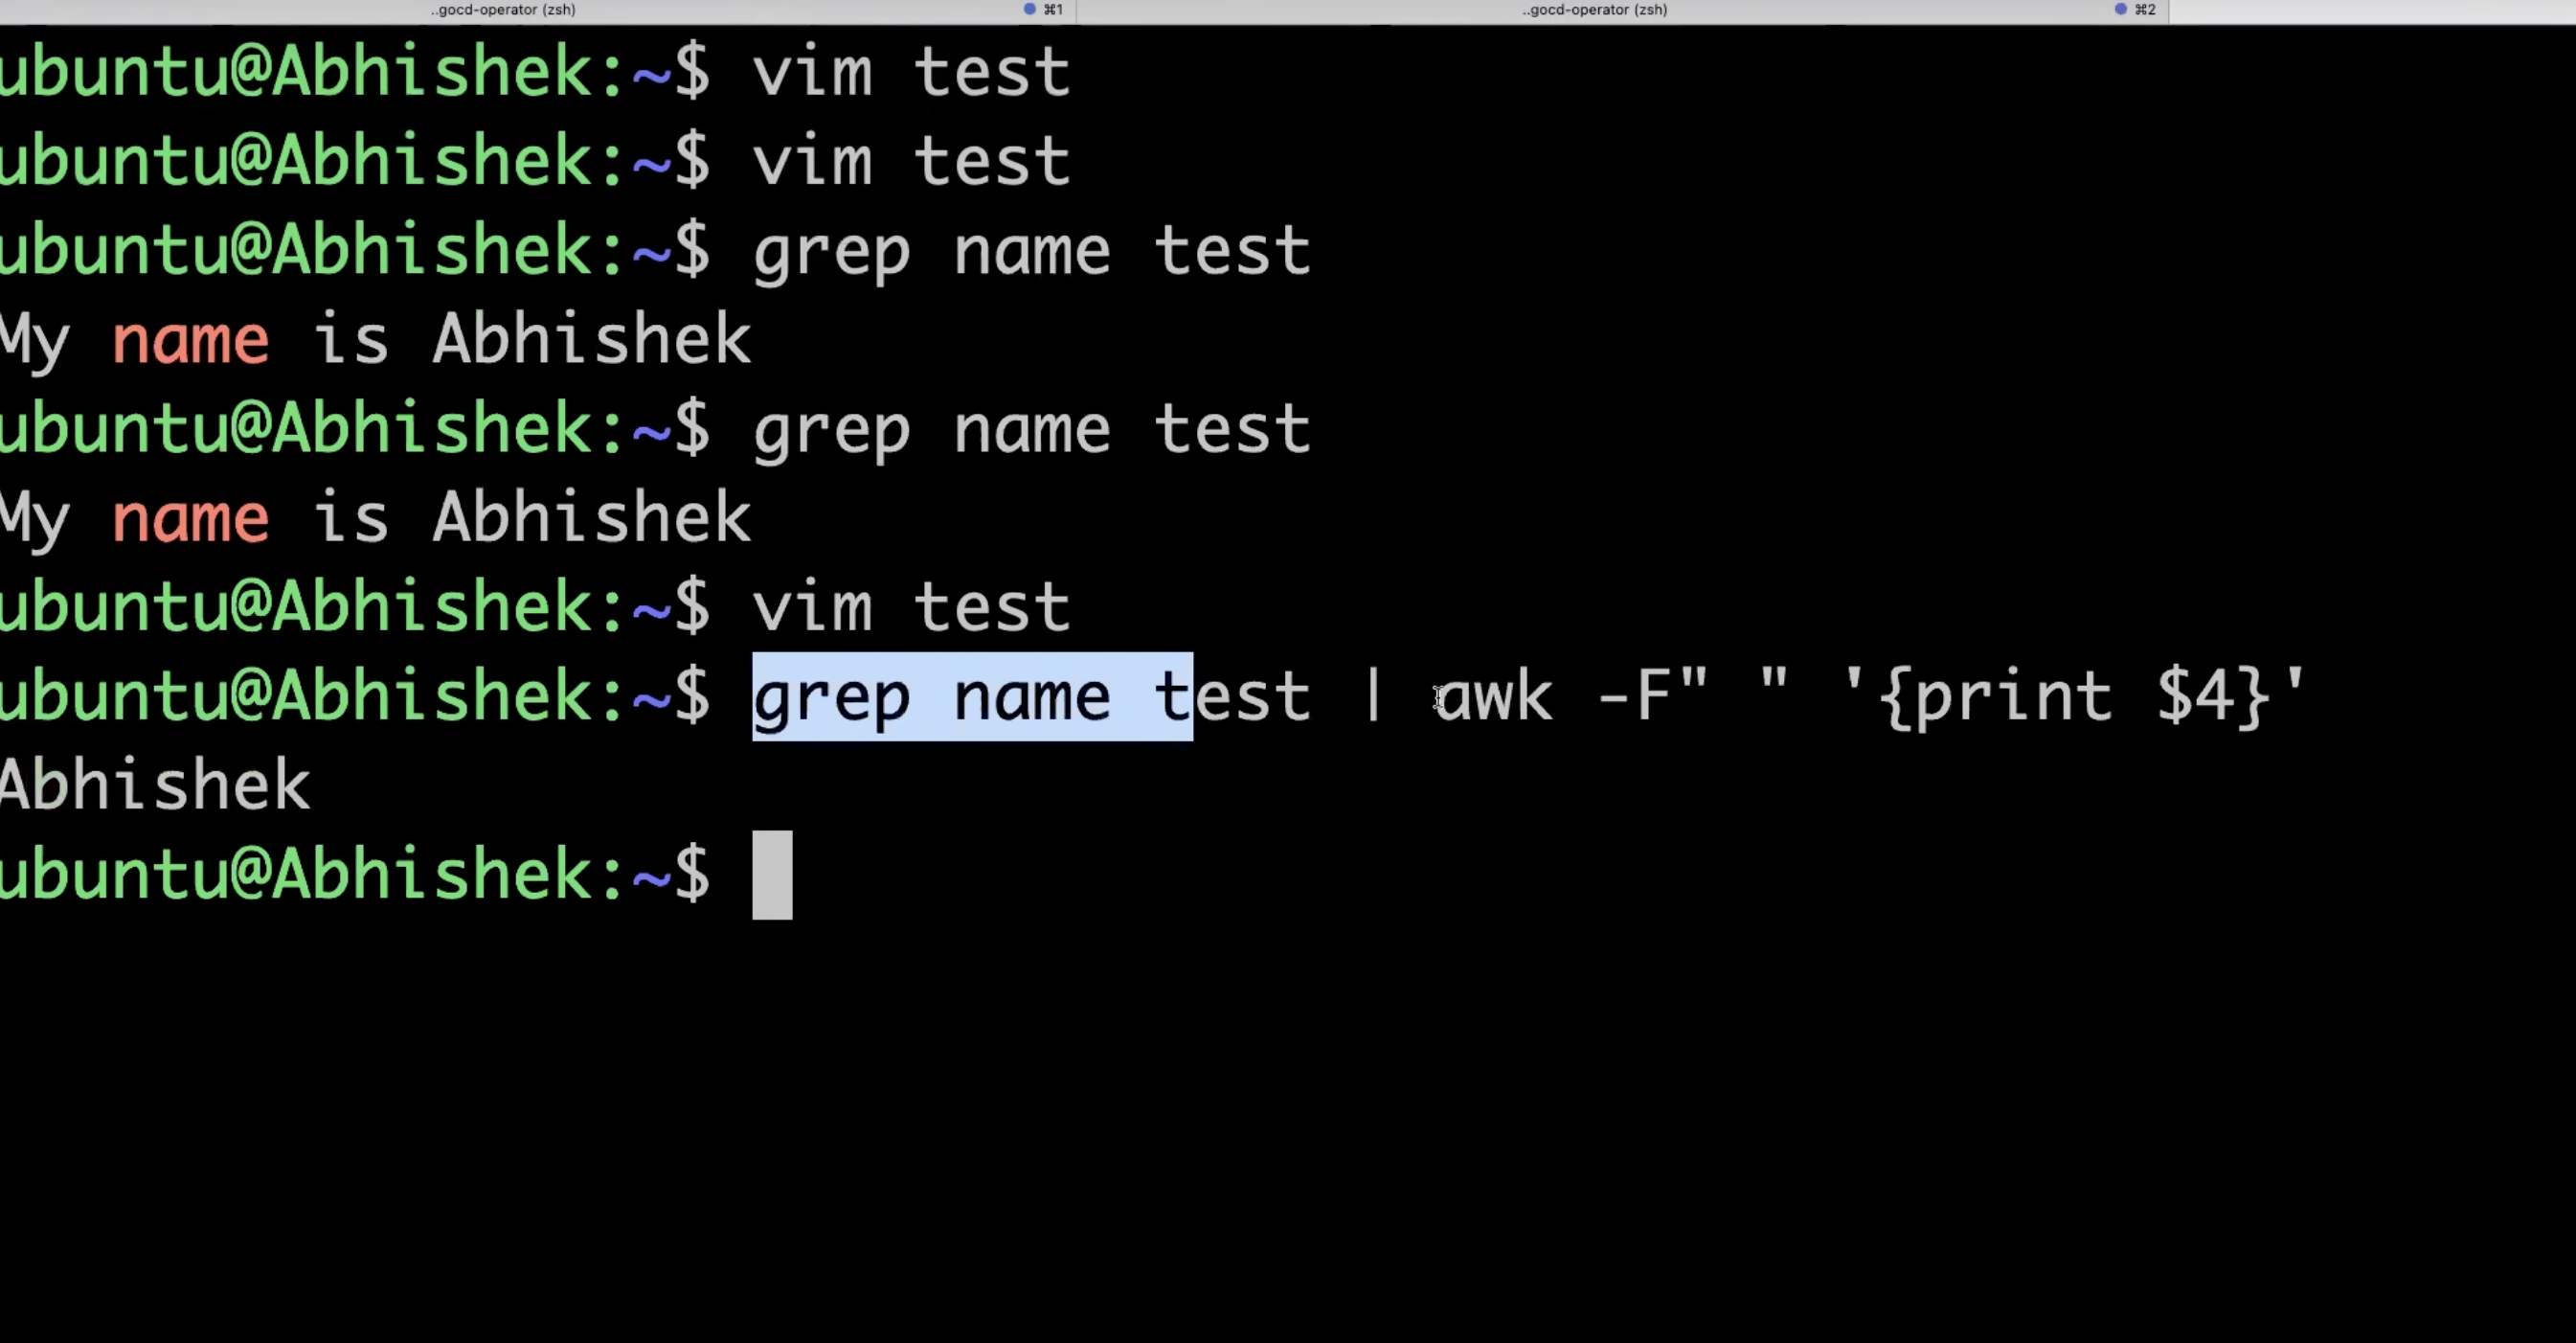 ..gocd-operator (zsh) ⌘1 ..gocd-operator (zsh) ⌘2
ubuntu@Abhishek:~$ vim test
ubuntu@Abhishek:~$ vim test
ubuntu@Abhishek:~$ grep name test
My name is Abhishek
ubuntu@Abhishek:~$ grep name test
My name is Abhishek
ubuntu@Abhishek:~$ vim test
ubuntu@Abhishek:~$ grep name test | awk -F" " '{print $4}'
Abhishek
ubuntu@Abhishek:~$